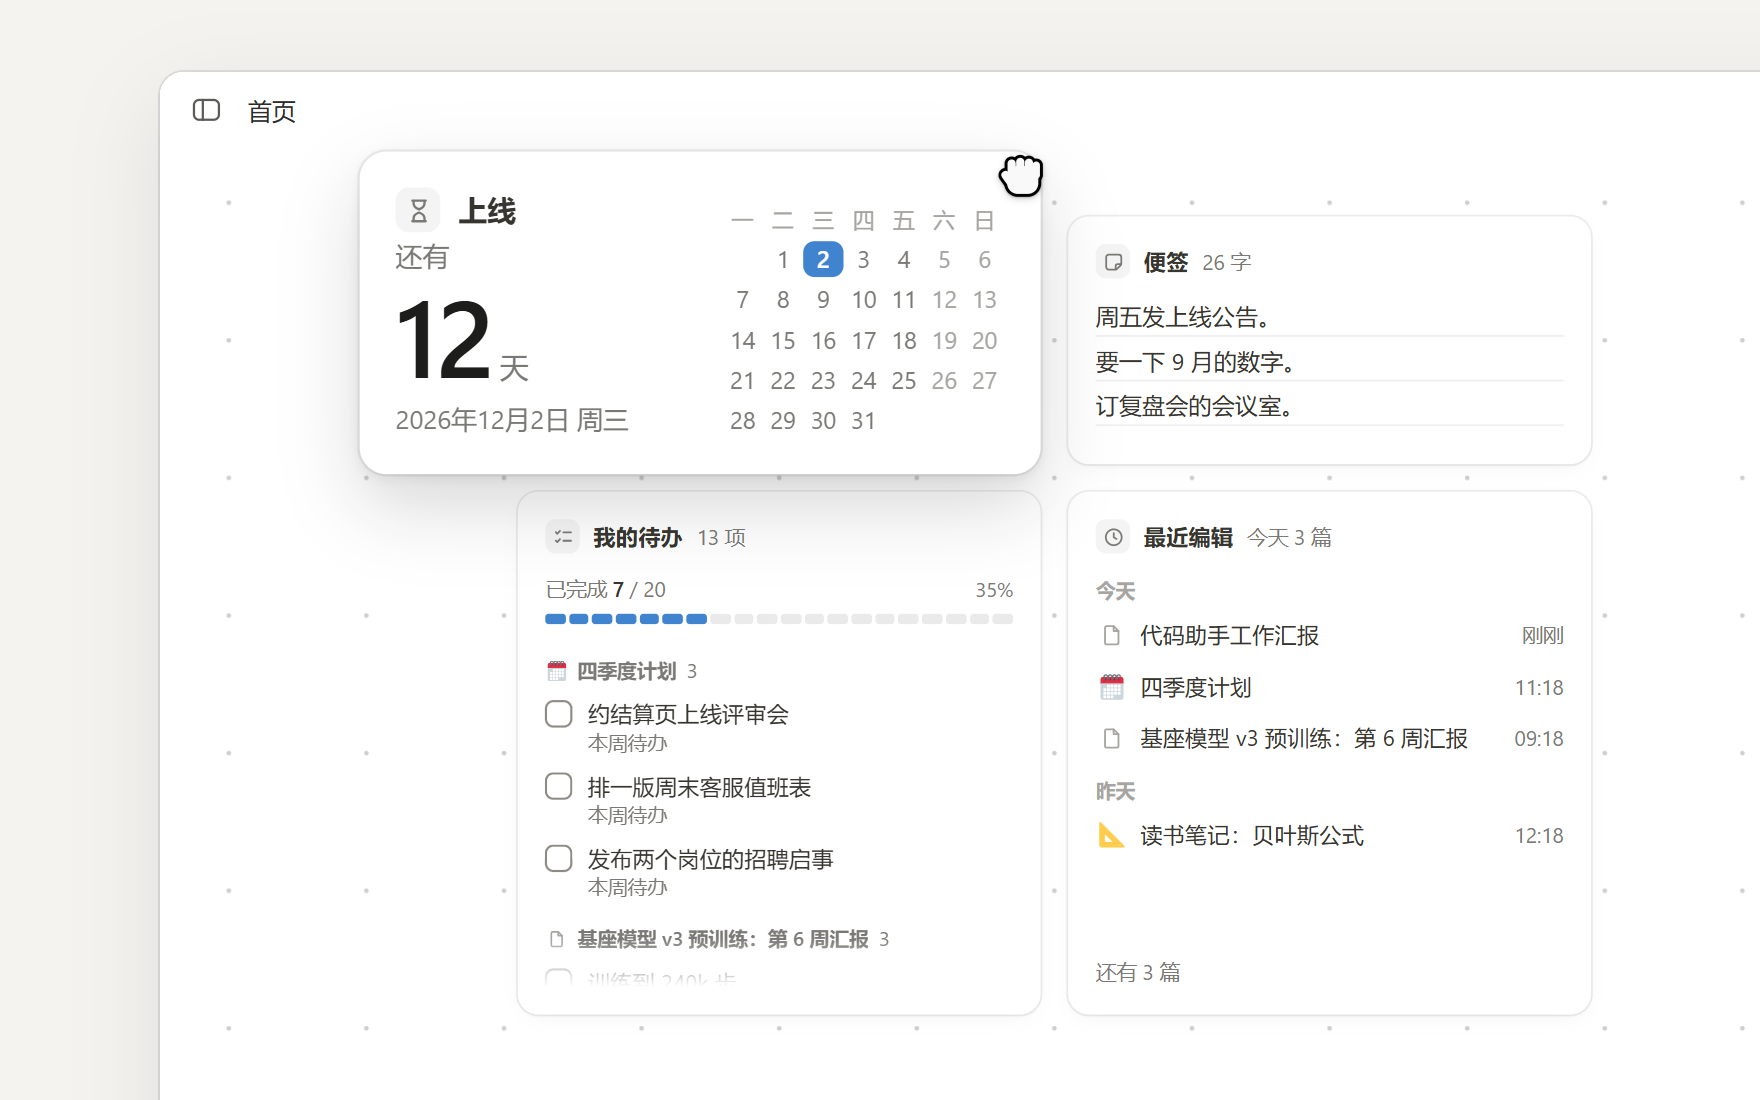 首页
上线
还有
12 天
2026年12月2日 周三
一 二 三 四 五 六 日
1 2 3 4 5 6
7 8 9 10 11 12 13
14 15 16 17 18 19 20
21 22 23 24 25 26 27
28 29 30 31
便签 26 字
周五发上线公告。
要一下 9 月的数字。
订复盘会的会议室。
我的待办 13 项
已完成 7 / 20 35%
四季度计划 3
约结算页上线评审会
本周待办
排一版周末客服值班表
本周待办
发布两个岗位的招聘启事
本周待办
基座模型 v3 预训练：第 6 周汇报 3
训练到 240k 步
最近编辑 今天 3 篇
今天
代码助手工作汇报 刚刚
四季度计划 11:18
基座模型 v3 预训练：第 6 周汇报 09:18
昨天
读书笔记：贝叶斯公式 12:18
还有 3 篇